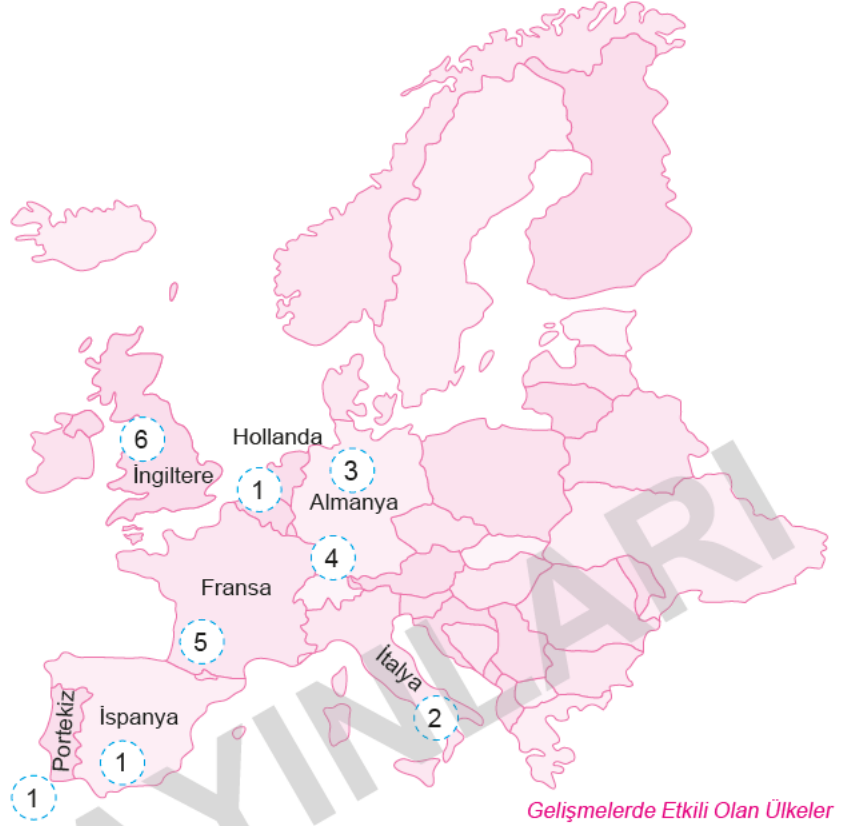 6
İngiltere
Hollanda
1
3
Almanya
4
Fransa
5
İtalya
2
Portekiz
İspanya
1
1
Gelişmelerde Etkili Olan Ülkeler
YAYINLARI